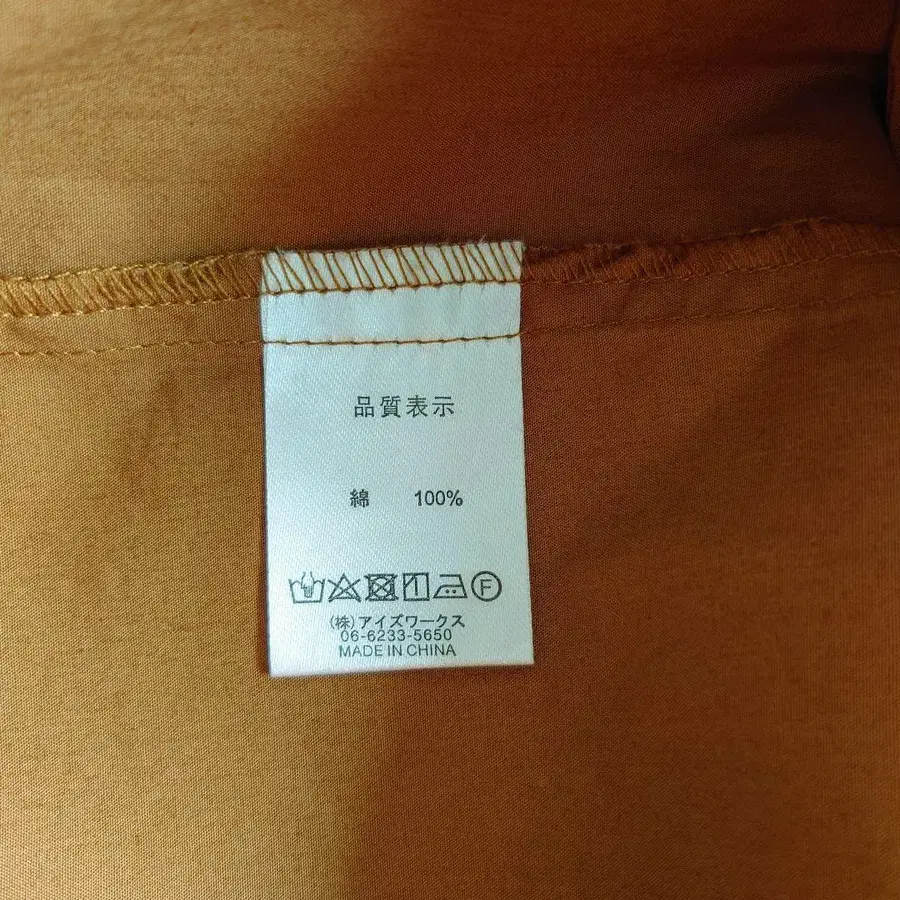 品質表示
綿 100%
F
(株)アイズワークス
06-6233-5650
MADE IN CHINA